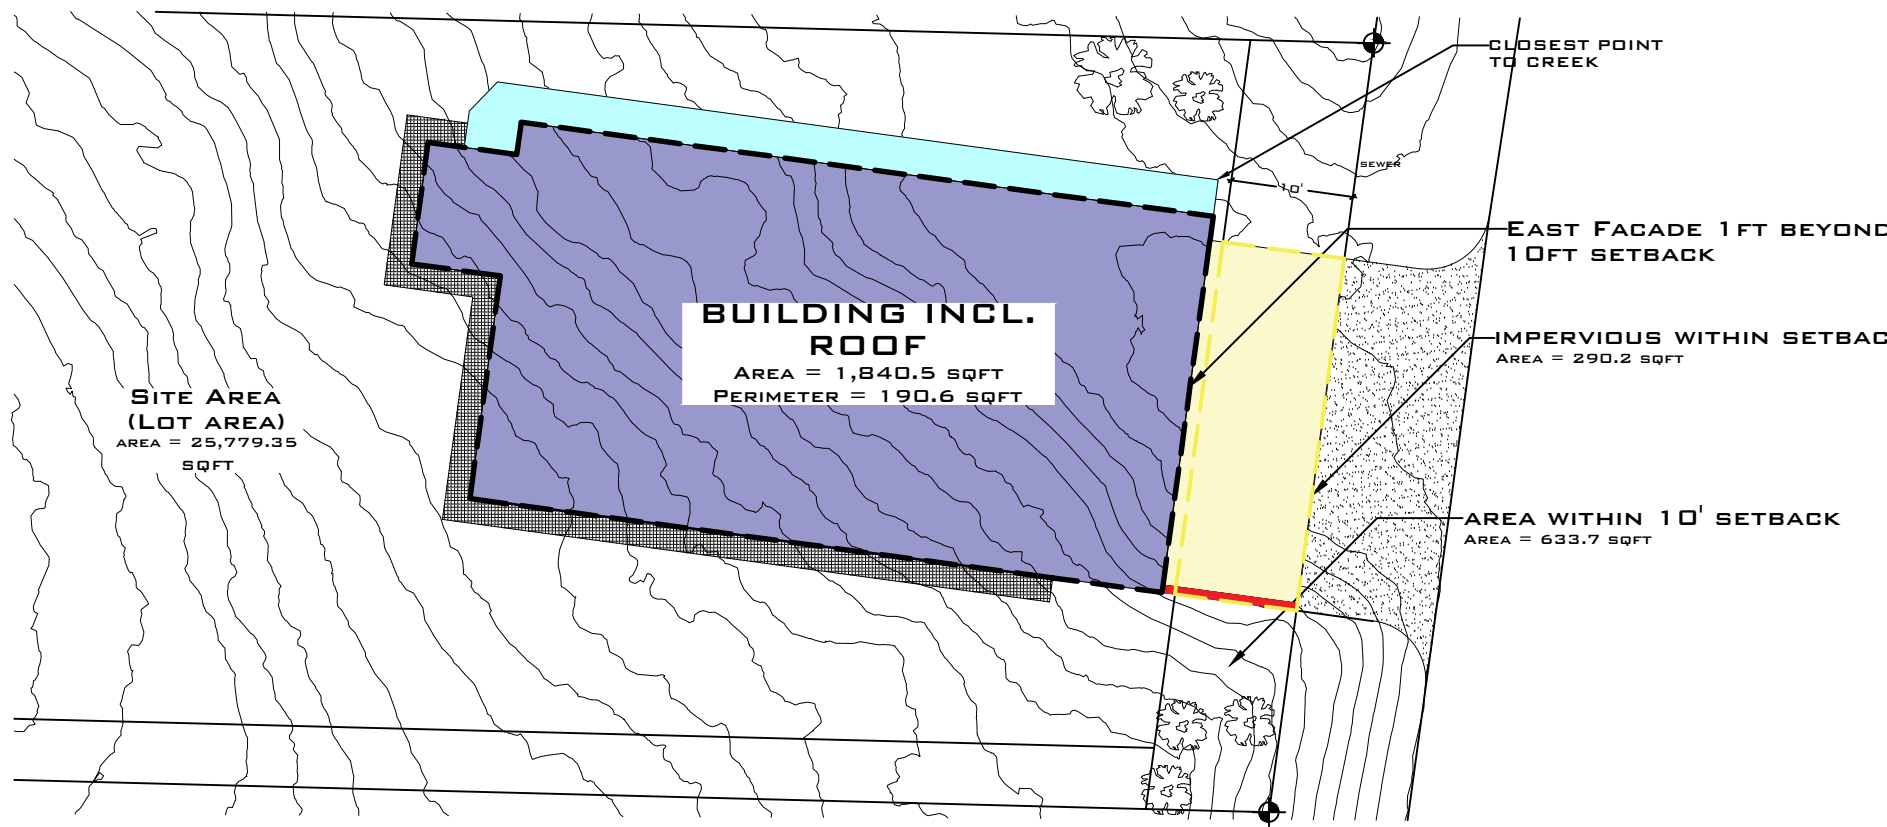 CLOSEST POINT
TO CREEK
SEWER
10'
EAST FACADE 1FT BEYOND
10FT SETBACK
BUILDING INCL.
ROOF
AREA = 1,840.5 SQFT
PERIMETER = 190.6 SQFT
IMPERVIOUS WITHIN SETBAC
AREA = 290.2 SQFT
SITE AREA
(LOT AREA)
AREA = 25,779.35
SQFT
AREA WITHIN 10' SETBACK
AREA = 633.7 SQFT